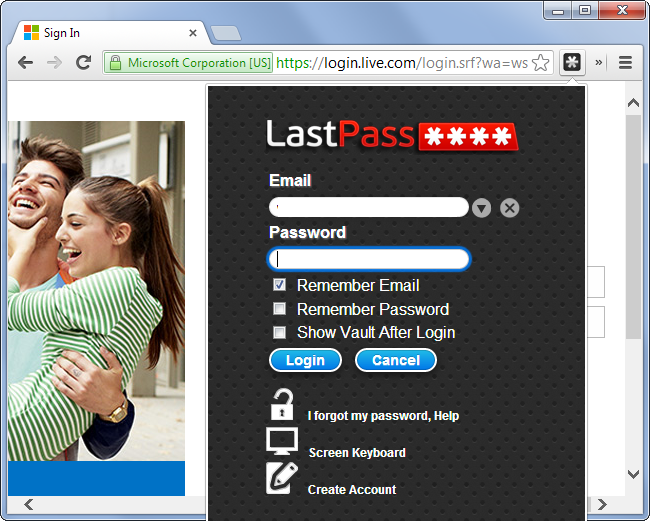 Sign In
Microsoft Corporation [US] https://login.live.com/login.srf?wa=ws
LastPass ****
Email
Password
Remember Email
Remember Password
Show Vault After Login
Login Cancel
I forgot my password, Help
Screen Keyboard
Create Account